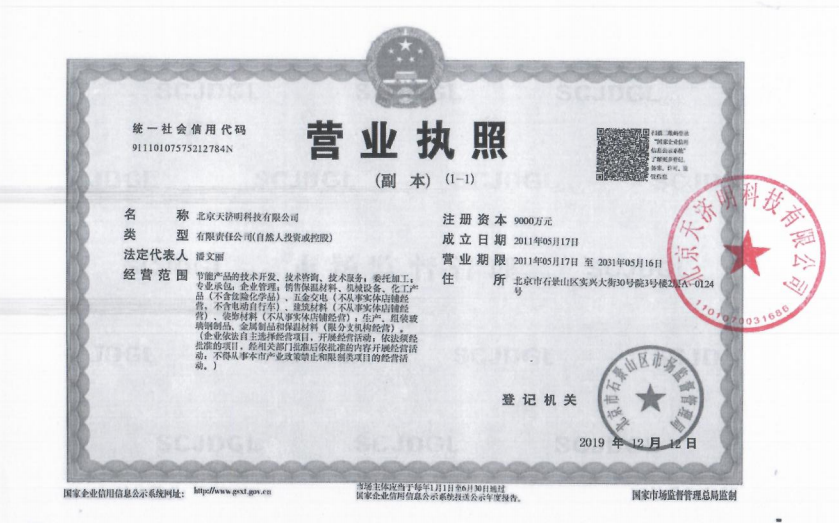 统一社会信用代码
91110107575212784N
营业执照
(副 本) (1-1)
扫描二维码登录
“国家企业信用
信息公示系统”
了解更多登记、
备案、许可、监
管信息
名 称 北京天济明科技有限公司
类 型 有限责任公司(自然人投资或控股)
法定代表人 潘文丽
经营范围 节能产品的技术开发、技术咨询、技术服务；委托加工；
专业承包；企业管理；销售保温材料、机械设备、化工产
品（不含危险化学品）、五金交电（不从事实体店铺经
营，不含电动自行车）、建筑材料（不从事实体店铺经
营）、装饰材料（不从事实体店铺经营）；生产、组装玻
璃钢制品、金属制品和保温材料（限分支机构经营）。
（企业依法自主选择经营项目，开展经营活动；依法须经
批准的项目，经相关部门批准后依批准的内容开展经营活
动；不得从事本市产业政策禁止和限制类项目的经营活
动。）
注册资本 9000万元
成立日期 2011年05月17日
营业期限 2011年05月17日 至 2031年05月16日
住 所 北京市石景山区实兴大街30号院3号楼2层A-0124
号
北京天济明科技有限公司
1101070031688
登记机关
北京市石景山区市场监督管理局
2019 年 12 月 12 日
国家企业信用信息公示系统网址： http://www.gsxt.gov.cn
市场主体应当于每年1月1日至6月30日通过
国家企业信用信息公示系统报送公示年度报告。
国家市场监督管理总局监制
SCJDGL